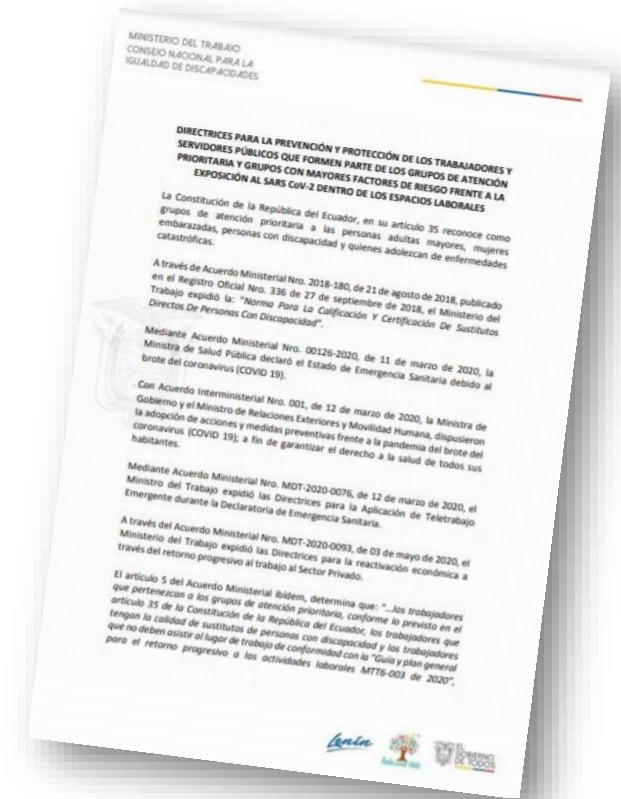 MINISTERIO DEL TRABAJO
CONSEJO NACIONAL PARA LA
IGUALDAD DE DISCAPACIDADES
DIRECTRICES PARA LA PREVENCIÓN Y PROTECCIÓN DE LOS TRABAJADORES Y
SERVIDORES PÚBLICOS QUE FORMEN PARTE DE LOS GRUPOS DE ATENCIÓN
PRIORITARIA Y GRUPOS CON MAYORES FACTORES DE RIESGO FRENTE A LA
EXPOSICIÓN AL SARS CoV-2 DENTRO DE LOS ESPACIOS LABORALES
La Constitución de la República del Ecuador, en su artículo 35 reconoce como
grupos de atención prioritaria a las personas adultas mayores, mujeres
embarazadas, personas con discapacidad y quienes adolezcan de enfermedades
catastróficas.
A través de Acuerdo Ministerial Nro. 2018-180, de 21 de agosto de 2018, publicado
en el Registro Oficial Nro. 336 de 27 de septiembre de 2018, el Ministerio del
Trabajo expidió la: "Norma Para La Calificación Y Certificación De Sustitutos
Directos De Personas Con Discapacidad".
Mediante Acuerdo Ministerial Nro. 00126-2020, de 11 de marzo de 2020, la
Ministra de Salud Pública declaró el Estado de Emergencia Sanitaria debido al
brote del coronavirus (COVID 19).
Con Acuerdo Interministerial Nro. 001, de 12 de marzo de 2020, la Ministra de
Gobierno y el Ministro de Relaciones Exteriores y Movilidad Humana, dispusieron
la adopción de acciones y medidas preventivas frente a la pandemia del brote del
coronavirus (COVID 19); a fin de garantizar el derecho a la salud de todos sus
habitantes.
Mediante Acuerdo Ministerial Nro. MDT-2020-0076, de 12 de marzo de 2020, el
Ministro del Trabajo expidió las Directrices para la Aplicación de Teletrabajo
Emergente durante la Declaratoria de Emergencia Sanitaria.
A través del Acuerdo Ministerial Nro. MDT-2020-0093, de 03 de mayo de 2020, el
Ministerio del Trabajo expidió las Directrices para la reactivación económica a
través del retorno progresivo al trabajo al Sector Privado.
El artículo 5 del Acuerdo Ministerial ibídem, determina que: "...los trabajadores
que pertenezcan a los grupos de atención prioritaria, conforme lo previsto en el
artículo 35 de la Constitución de la República del Ecuador, los trabajadores que
tengan la calidad de sustitutos de personas con discapacidad y los trabajadores
que no deben asistir al lugar de trabajo de conformidad con la "Guía y plan general
para el retorno progresivo a las actividades laborales MTT6-003 de 2020",
Lenín
EL
GOBIERNO
DE TODOS